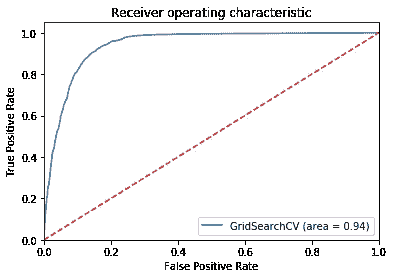 Receiver operating characteristic
True Positive Rate
1.0
0.8
0.6
0.4
0.2
0.0
0.0 0.2 0.4 0.6 0.8 1.0
False Positive Rate
GridSearchCV (area = 0.94)